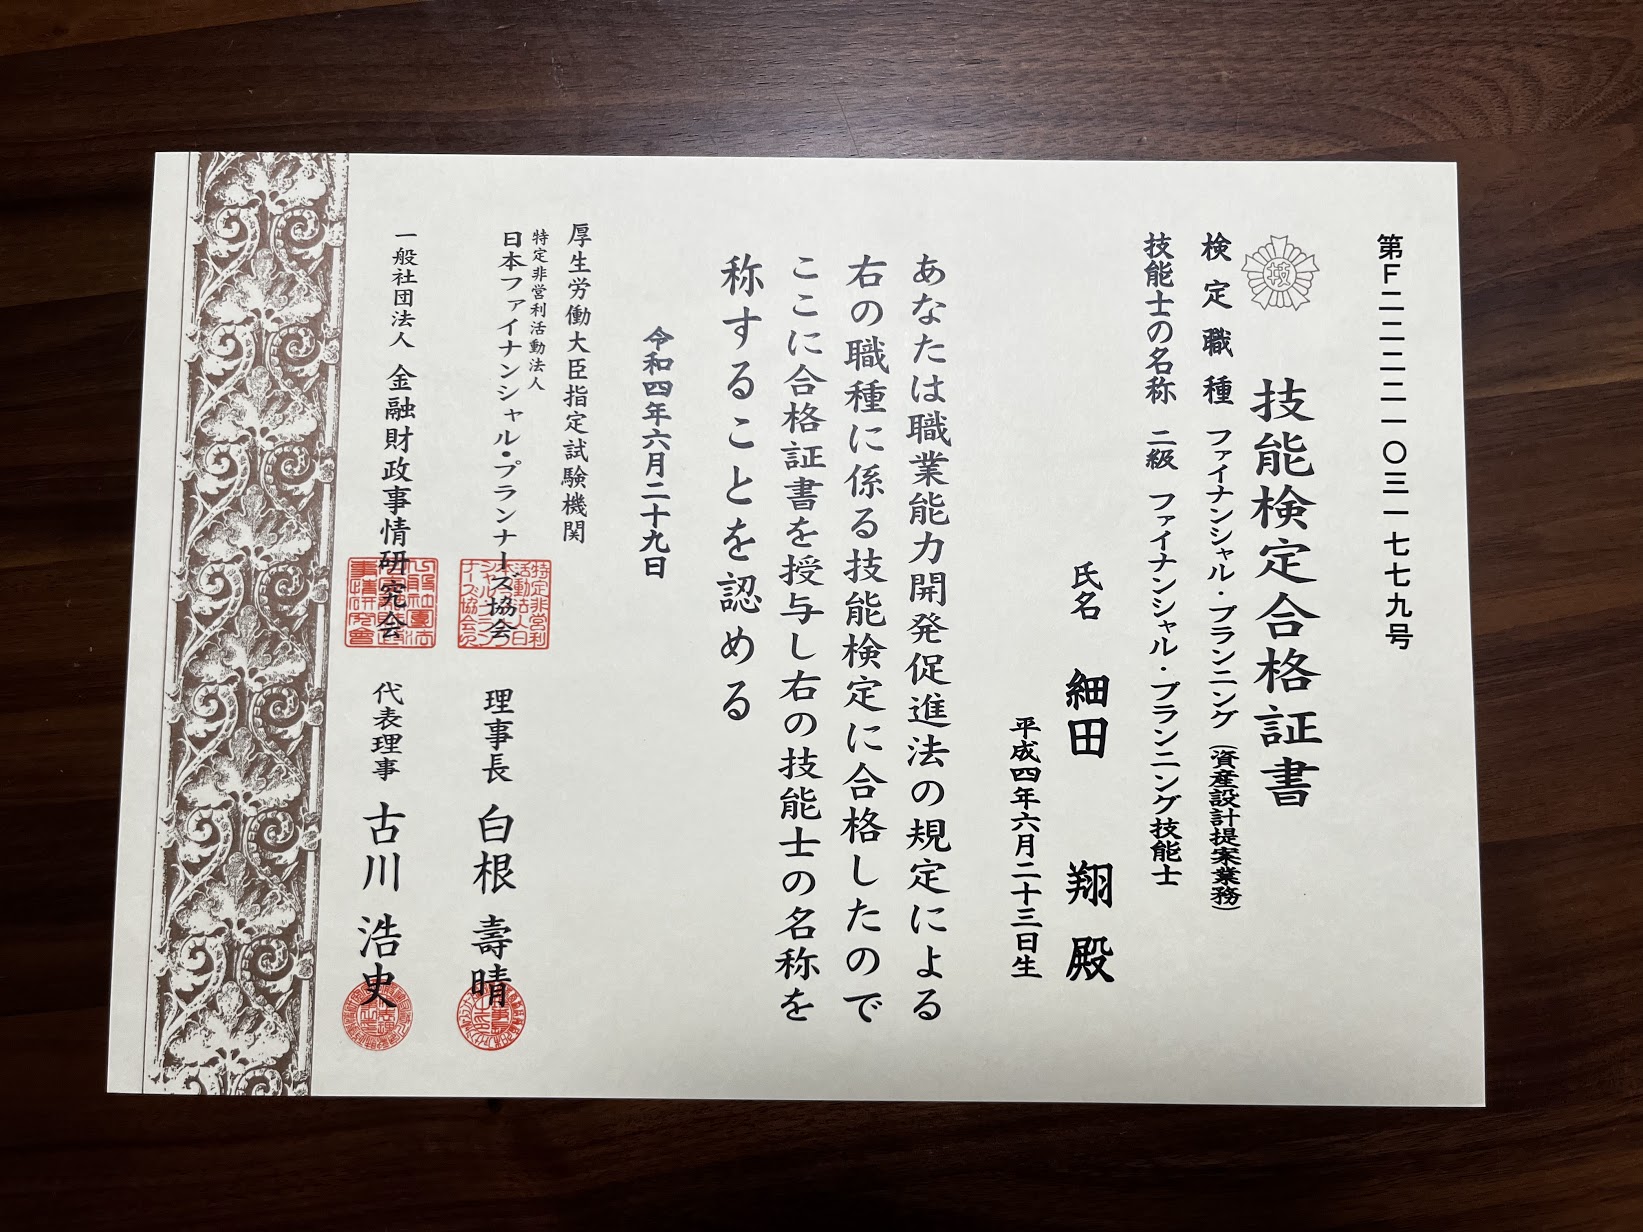 第F二二二二一〇三一七七九号
技
技能検定合格証書
検定職種 ファイナンシャル・プランニング(資産設計提案業務)
技能士の名称 二級 ファイナンシャル・プランニング技能士
氏名 細田 翔 殿
平成四年六月二十三日生
あなたは職業能力開発促進法の規定による
右の職種に係る技能検定に合格したので
ここに合格証書を授与し右の技能士の名称を
称することを認める
令和四年六月二十九日
厚生労働大臣指定試験機関
特定非営利活動法人
日本ファイナンシャル・プランナーズ協会 理事長 白根 壽晴
一般社団法人 金融財政事情研究会 代表理事 古川 浩史